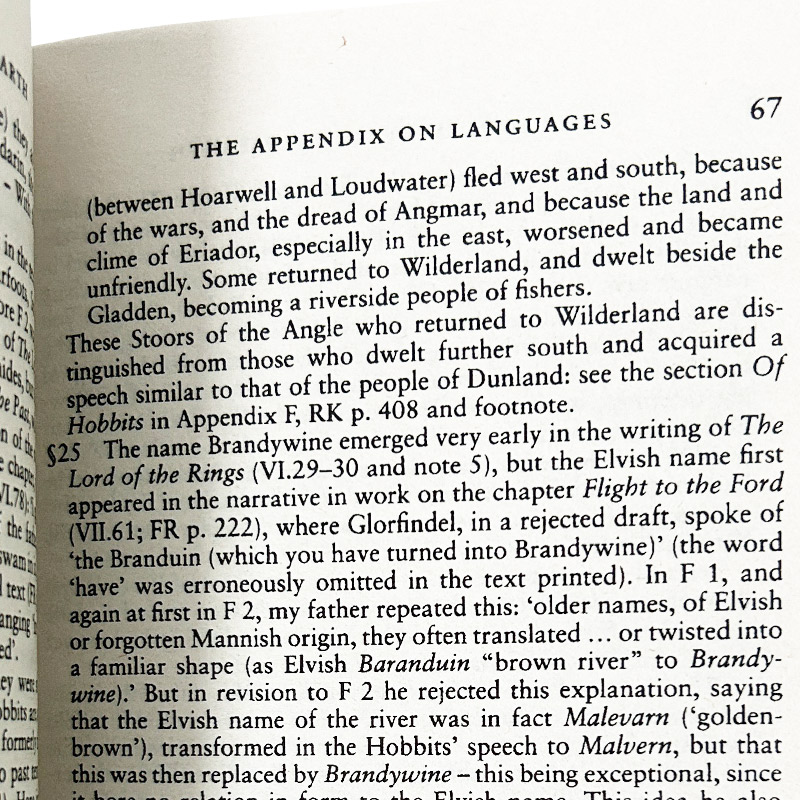 THE APPENDIX ON LANGUAGES 67
(between Hoarwell and Loudwater) fled west and south, because
of the wars, and the dread of Angmar, and because the land and
clime of Eriador, especially in the east, worsened and became
unfriendly. Some returned to Wilderland, and dwelt beside the
Gladden, becoming a riverside people of fishers.
These Stoors of the Angle who returned to Wilderland are dis-
tinguished from those who dwelt further south and acquired a
speech similar to that of the people of Dunland: see the section Of
Hobbits in Appendix F, RK p. 408 and footnote.
§25 The name Brandywine emerged very early in the writing of The
Lord of the Rings (VI.29–30 and note 5), but the Elvish name first
appeared in the narrative in work on the chapter Flight to the Ford
(VII.61; FR p. 222), where Glorfindel, in a rejected draft, spoke of
‘the Branduin (which you have turned into Brandywine)’ (the word
‘have’ was erroneously omitted in the text printed). In F 1, and
again at first in F 2, my father repeated this: ‘older names, of Elvish
or forgotten Mannish origin, they often translated ... or twisted into
a familiar shape (as Elvish Baranduin “brown river” to Brandy-
wine).’ But in revision to F 2 he rejected this explanation, saying
that the Elvish name of the river was in fact Malevarn (‘golden-
brown’), transformed in the Hobbits’ speech to Malvern, but that
this was then replaced by Brandywine – this being exceptional, since